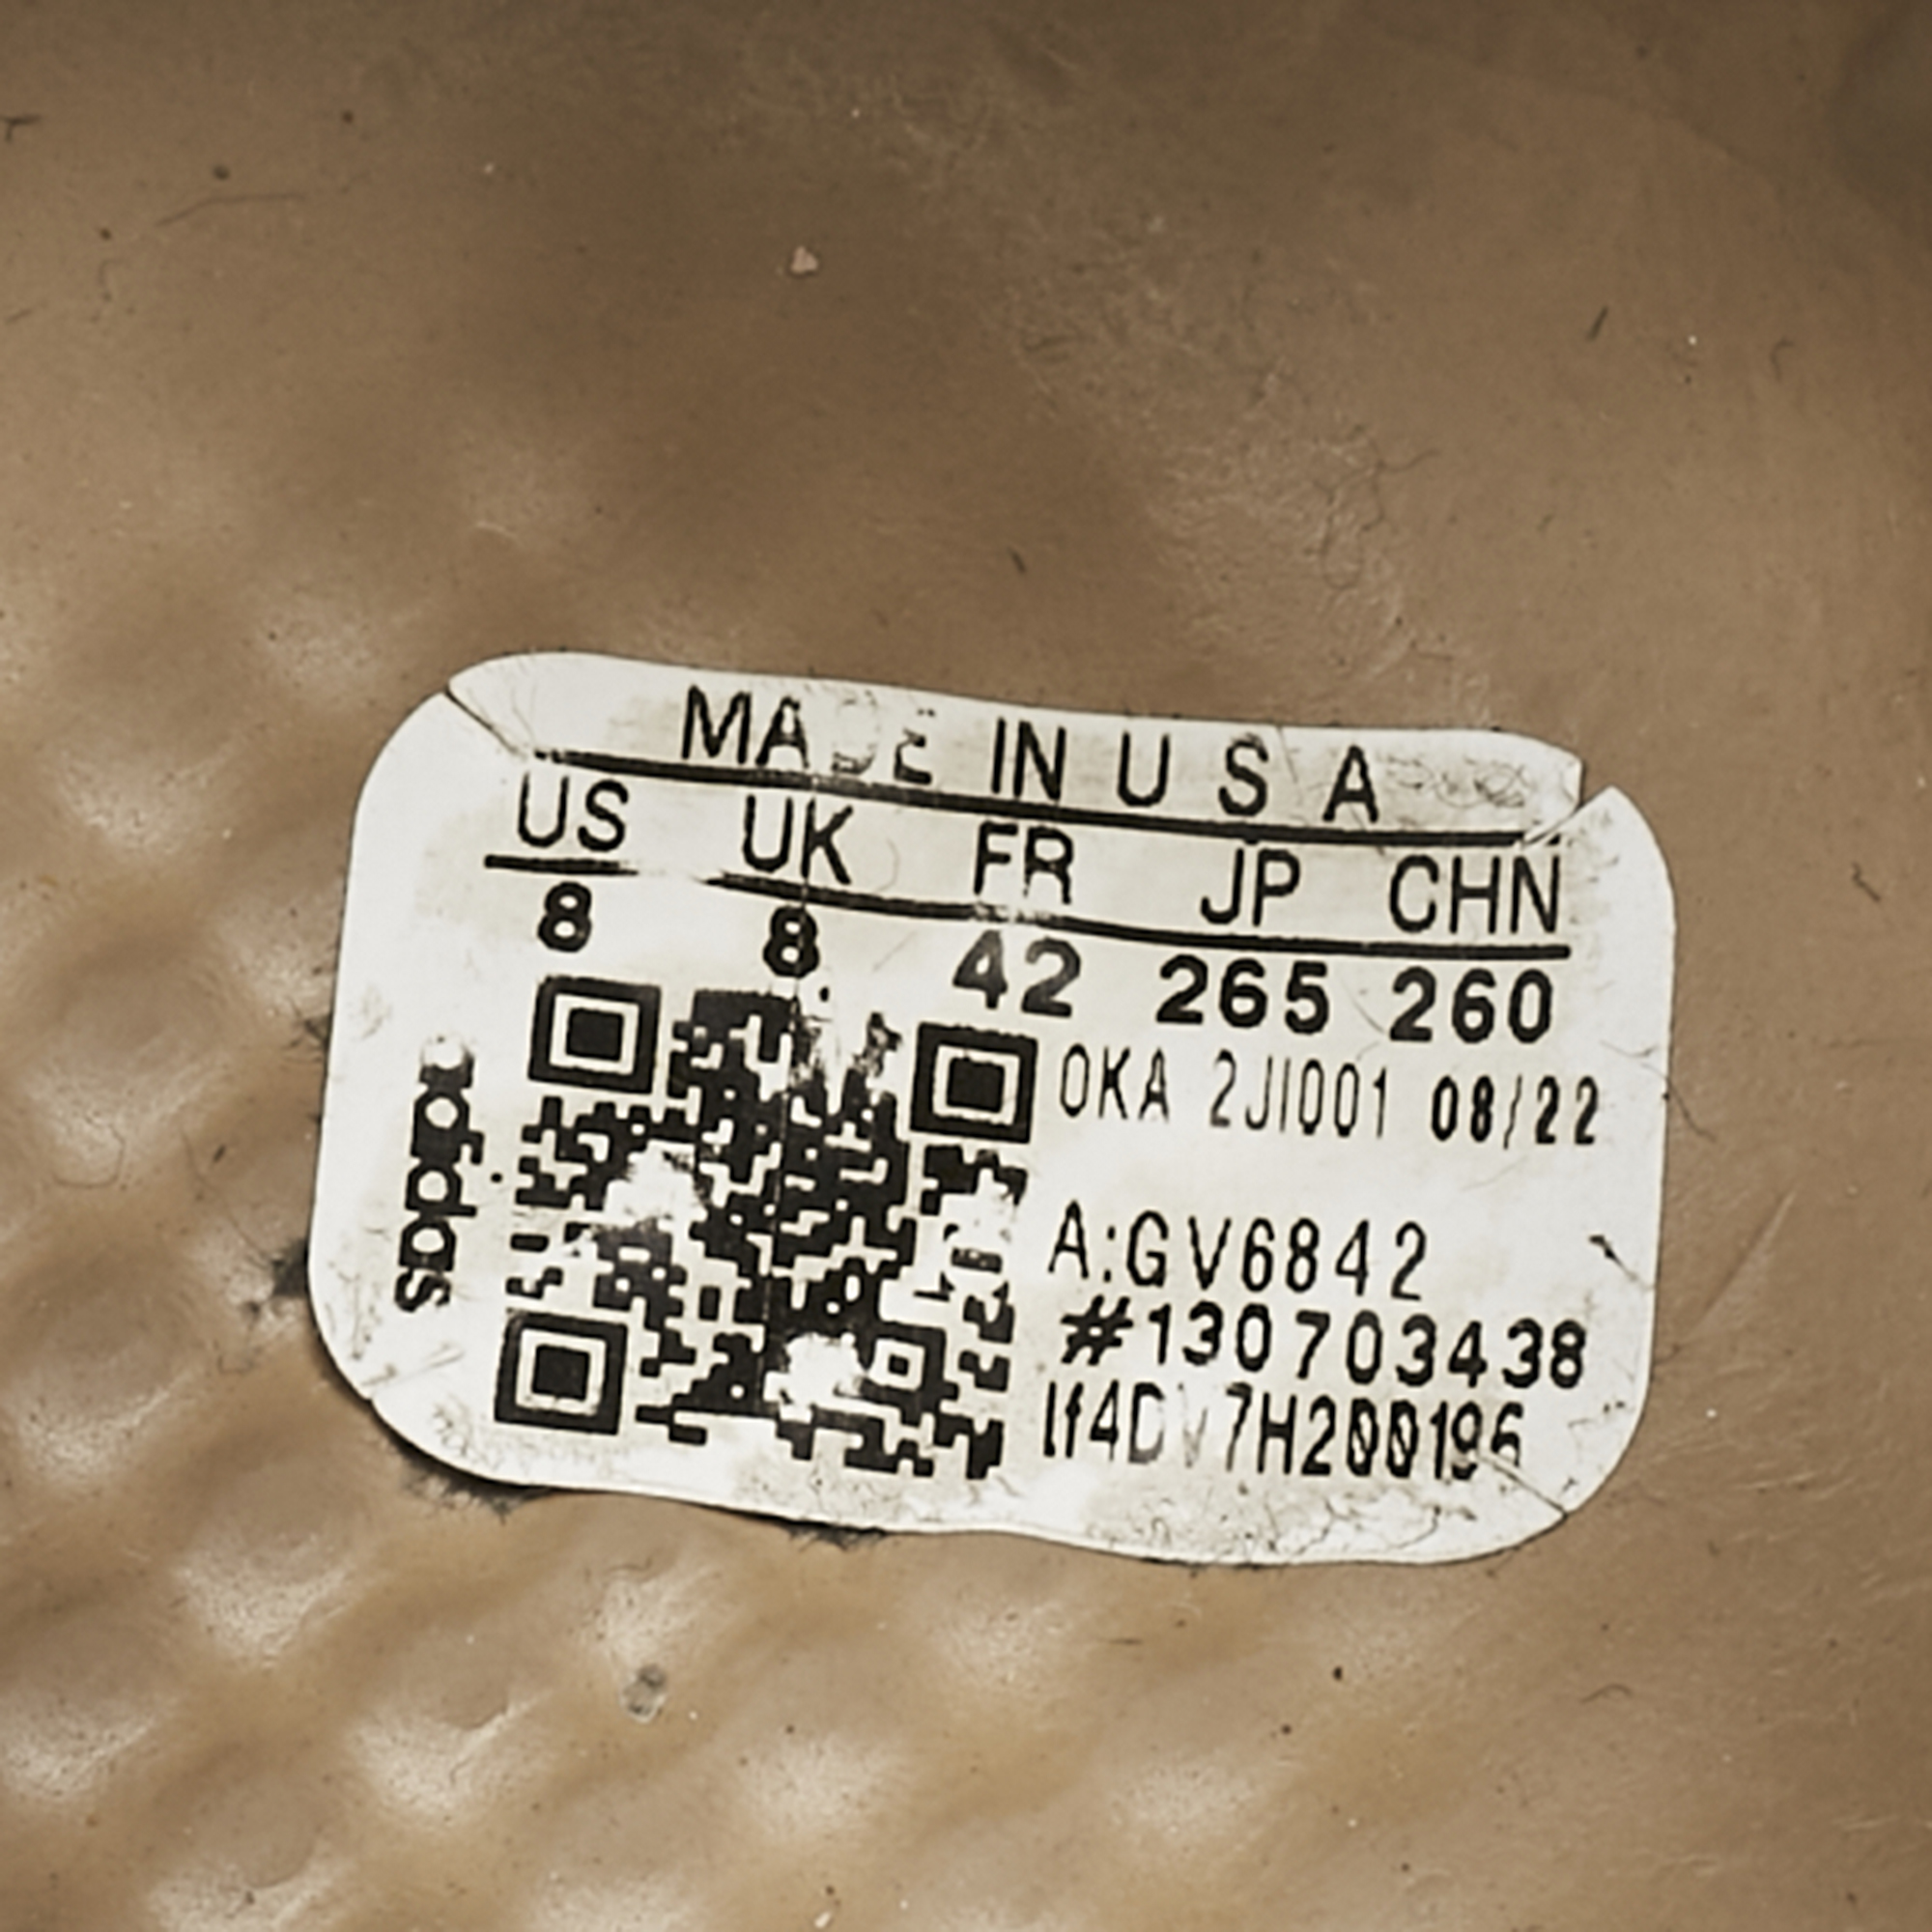 MADE IN U S A
US UK FR JP CHN
8 8 42 265 260
OKA 2JI001 08/22
adidas
A:GV6842
#130703438